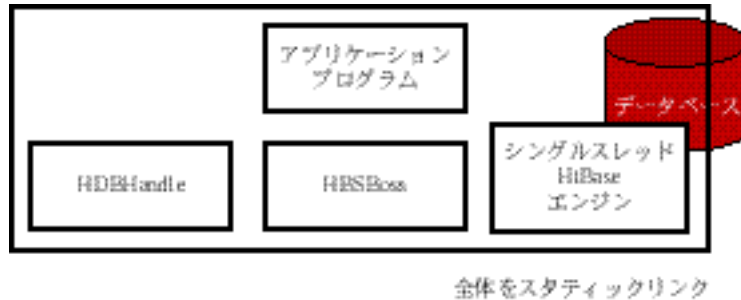 アプリケーション
プログラム
データベース
シングルスレッド
HiBase
エンジン
HDBHandle
HBSBoss
全体をスタティックリンク